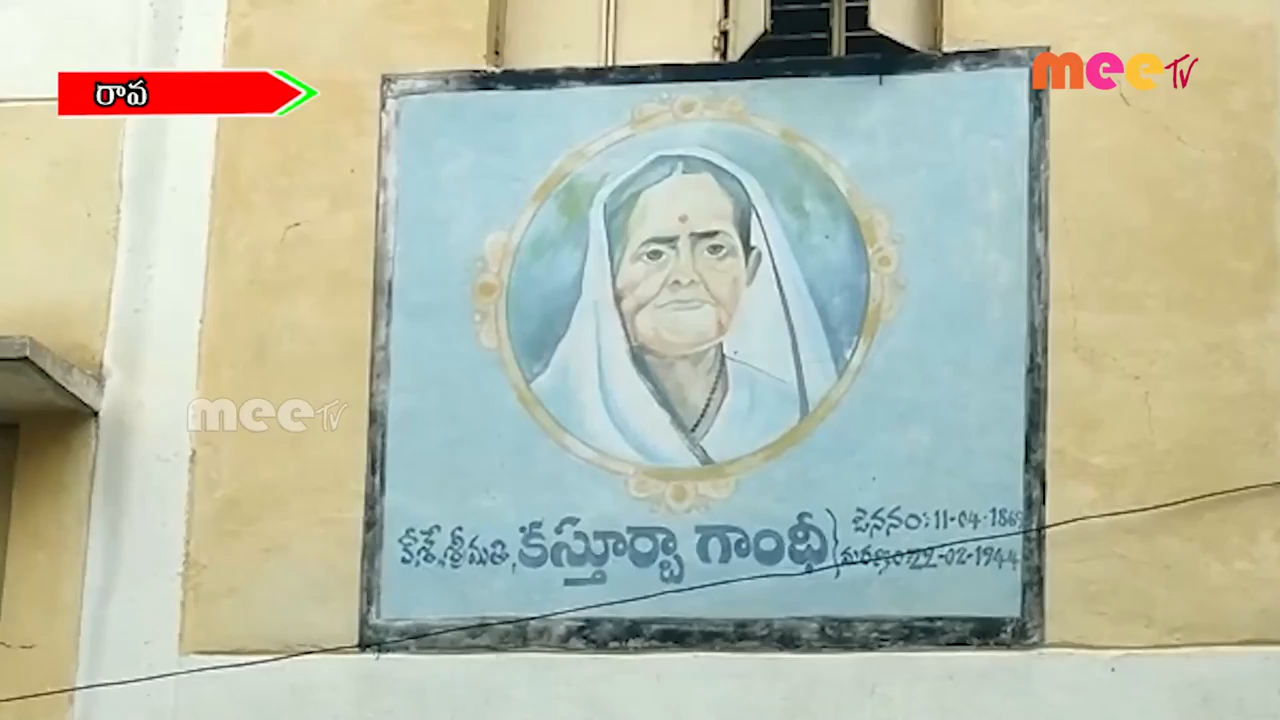 రావ
meeTV
meeTV
కీ.శే. శ్రీమతి, కస్తూర్బా గాంధీ
జననం: 11-04-1869
మరణం: 22-02-1944